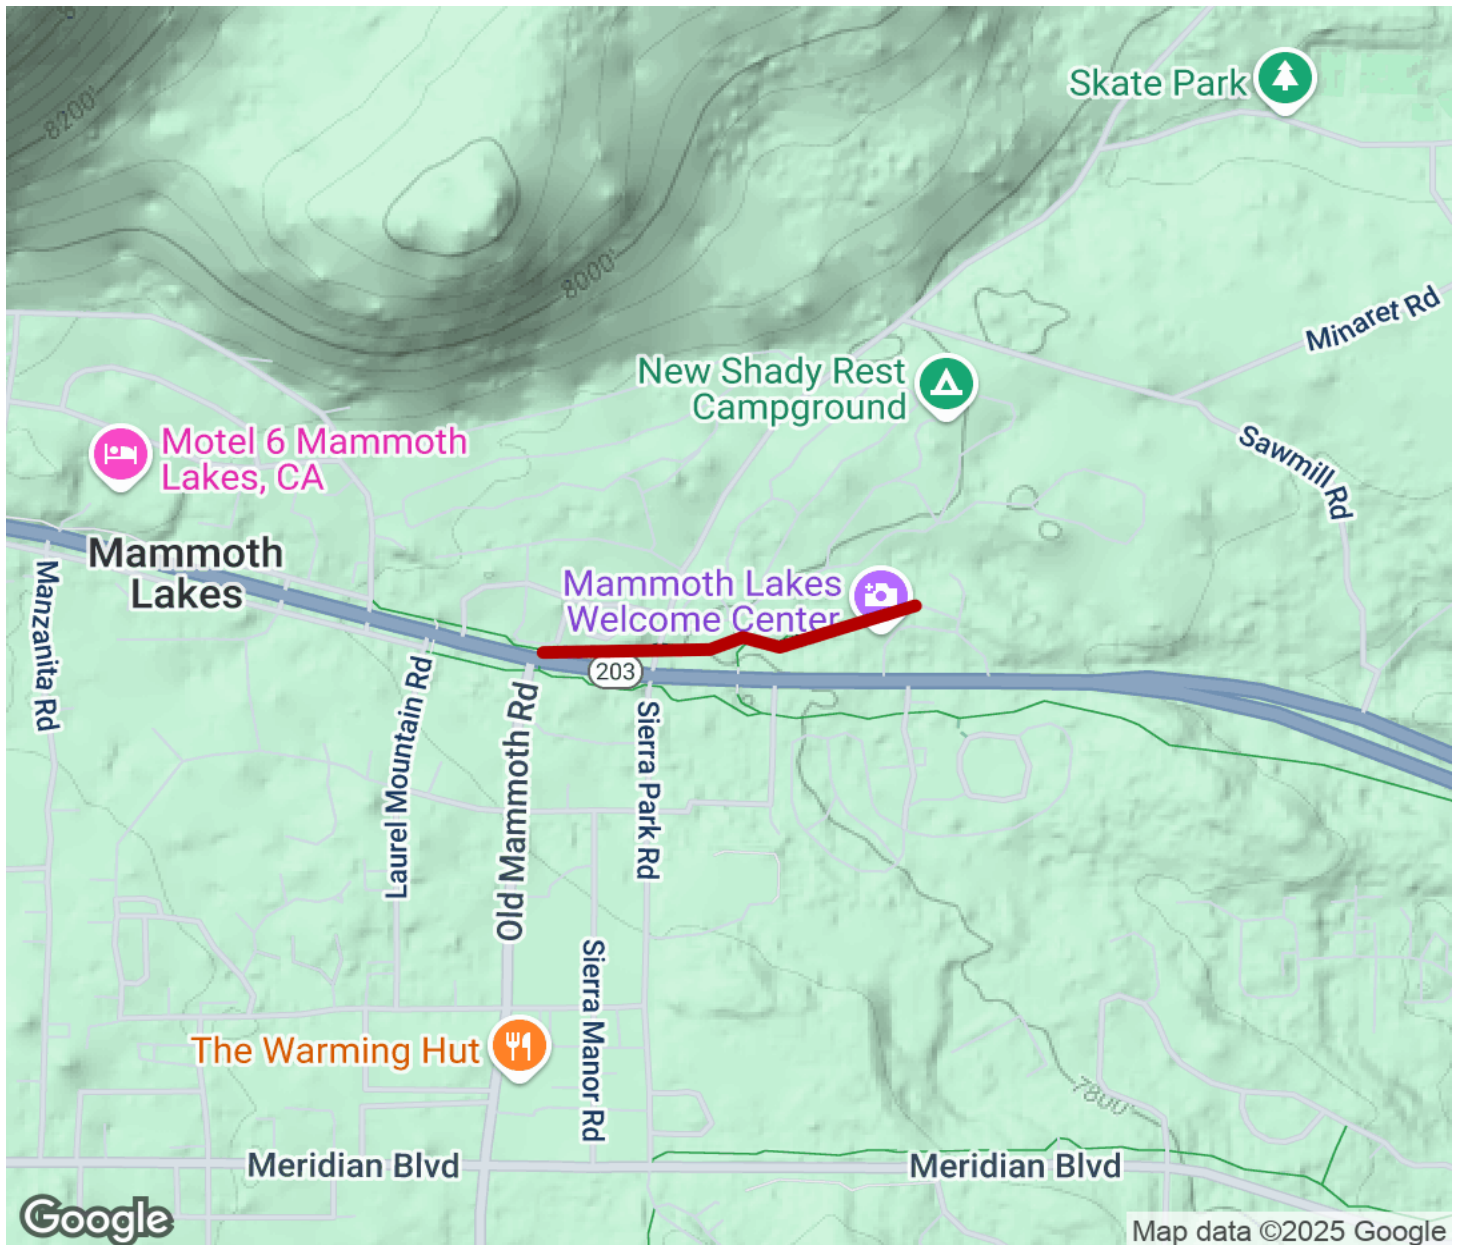 8200'
Skate Park
8000'
Minaret Rd
New Shady Rest
Campground
Motel 6 Mammoth
Lakes, CA
Sawmill Rd
Mammoth
Lakes
Mammoth Lakes
Welcome Center
203
Manzanita Rd
Laurel Mountain Rd
Old Mammoth Rd
Sierra Park Rd
Sierra Manor Rd
The Warming Hut
7800'
Meridian Blvd
Meridian Blvd
Google
Map data ©2025 Google